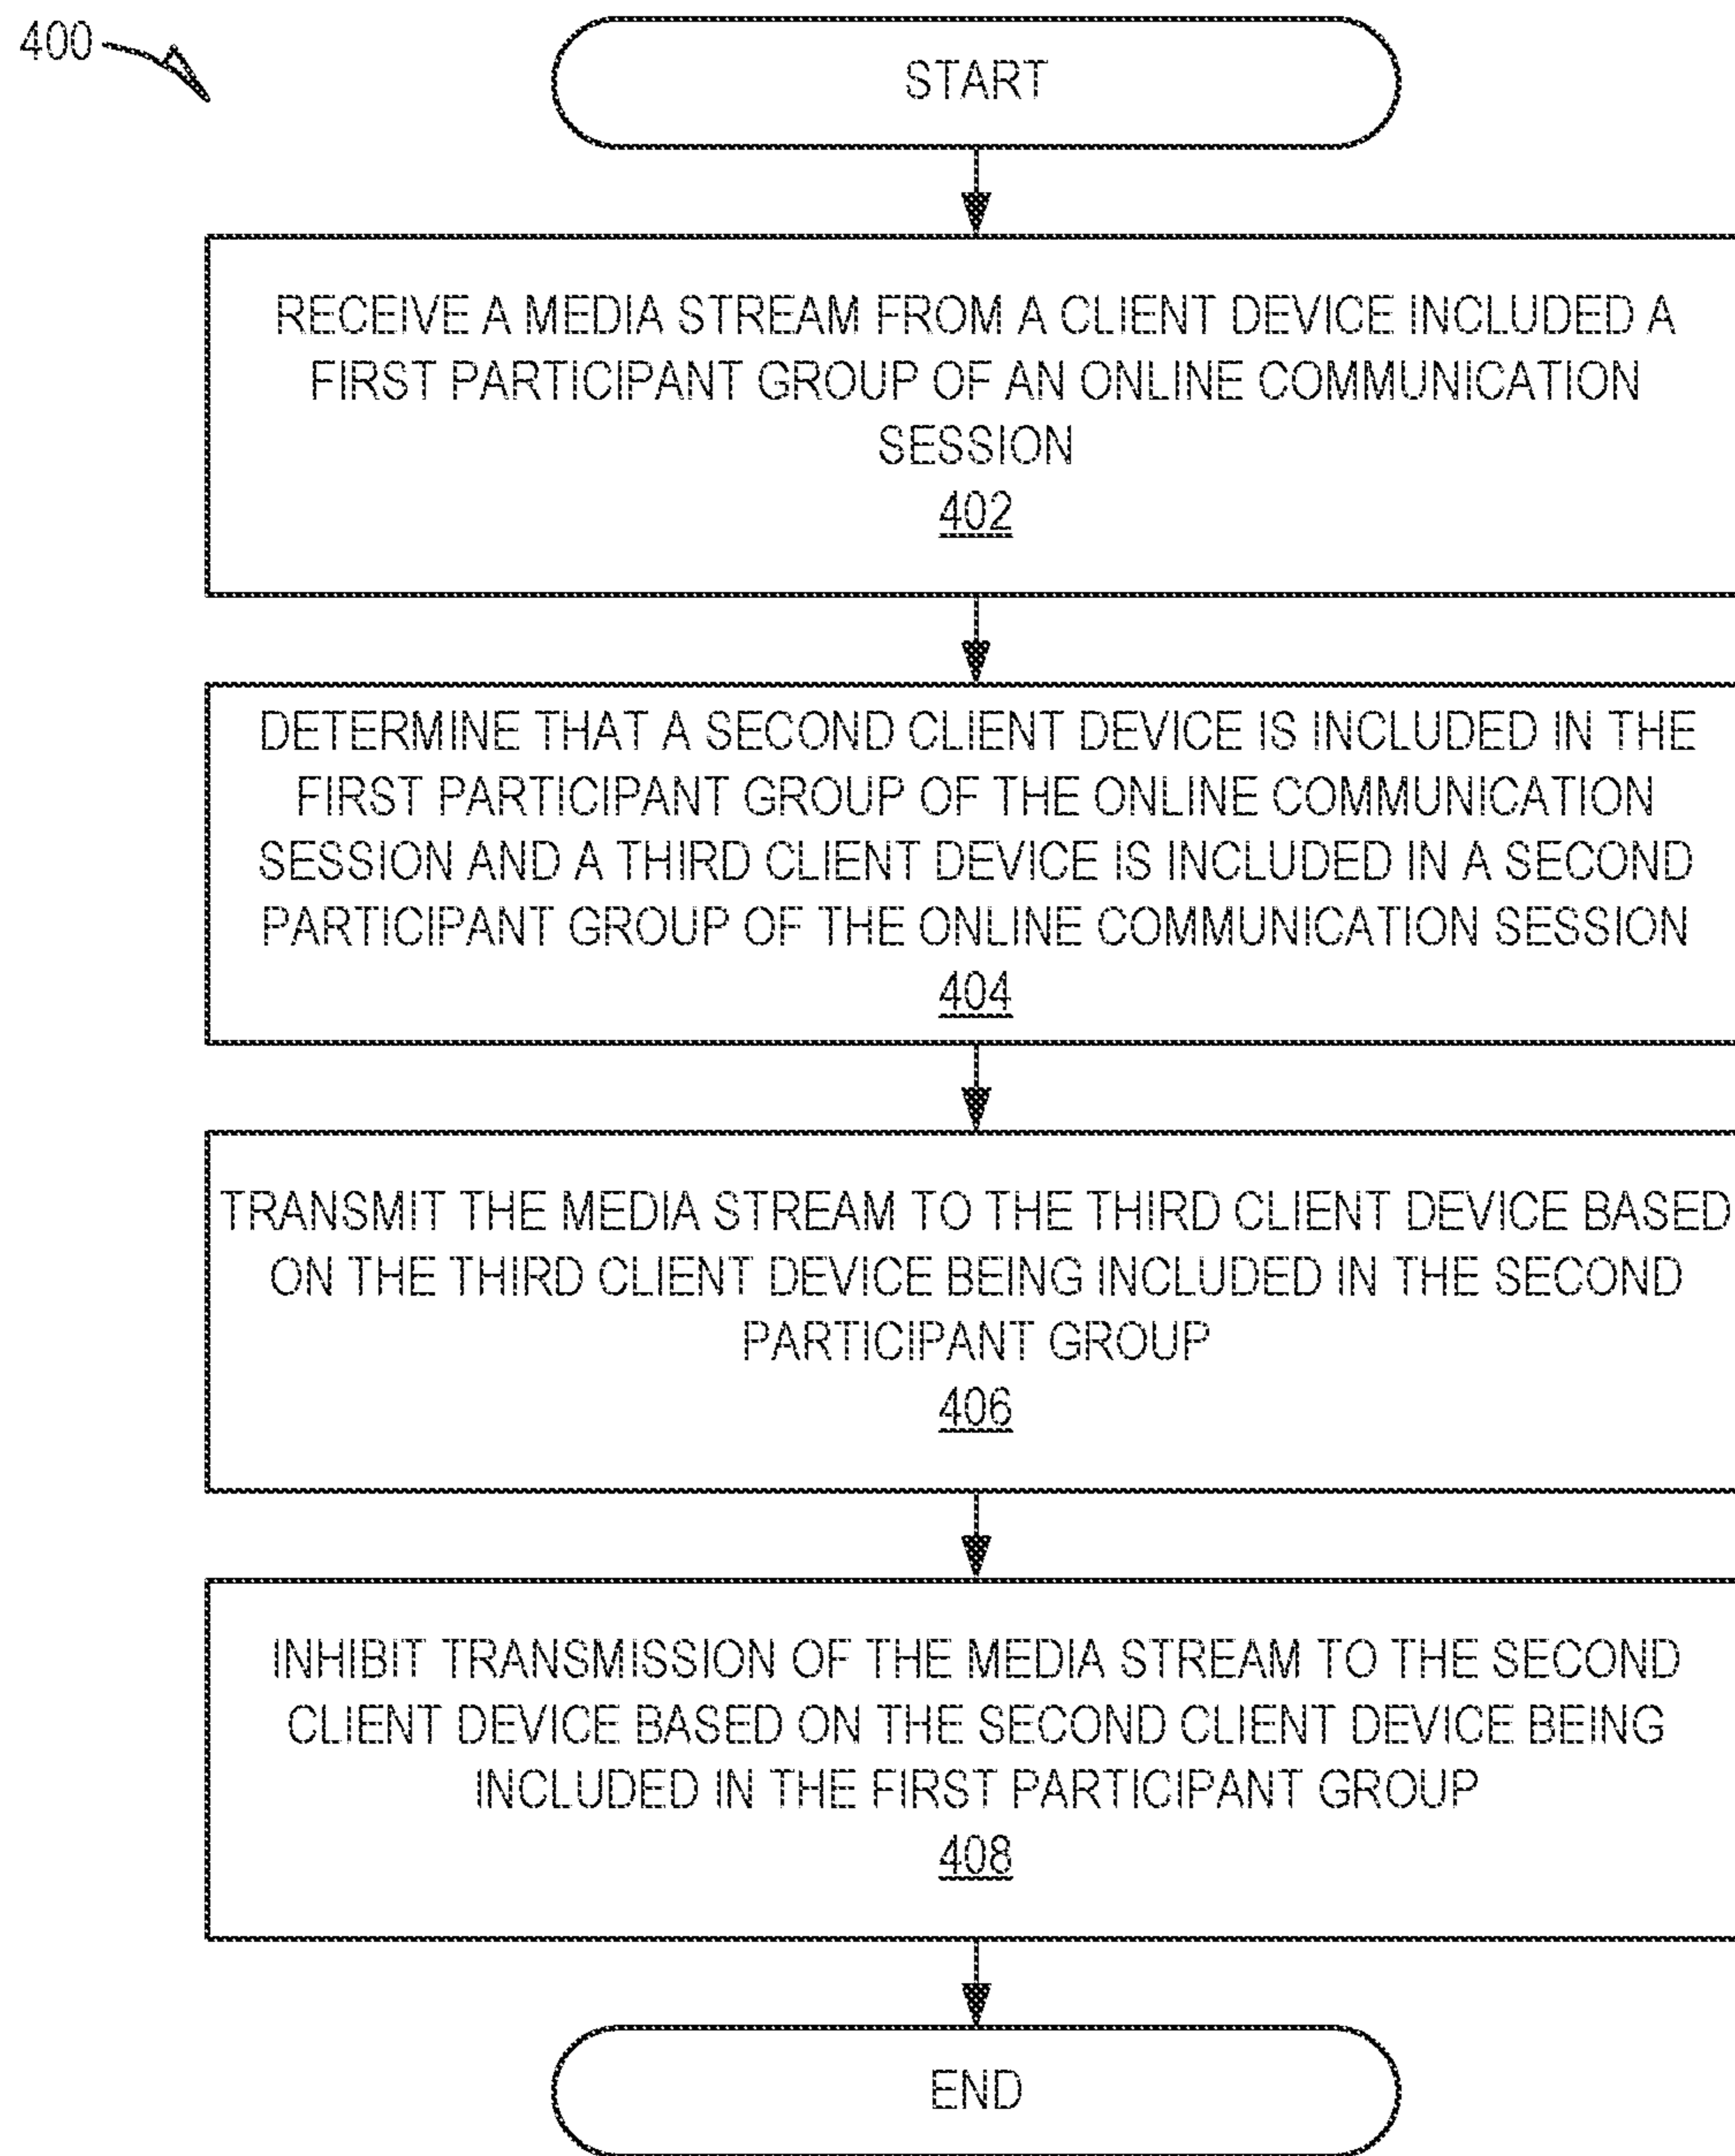 400
START
RECEIVE A MEDIA STREAM FROM A CLIENT DEVICE INCLUDED A
FIRST PARTICIPANT GROUP OF AN ONLINE COMMUNICATION
SESSION
402
DETERMINE THAT A SECOND CLIENT DEVICE IS INCLUDED IN THE
FIRST PARTICIPANT GROUP OF THE ONLINE COMMUNICATION
SESSION AND A THIRD CLIENT DEVICE IS INCLUDED IN A SECOND
PARTICIPANT GROUP OF THE ONLINE COMMUNICATION SESSION
404
TRANSMIT THE MEDIA STREAM TO THE THIRD CLIENT DEVICE BASED
ON THE THIRD CLIENT DEVICE BEING INCLUDED IN THE SECOND
PARTICIPANT GROUP
406
INHIBIT TRANSMISSION OF THE MEDIA STREAM TO THE SECOND
CLIENT DEVICE BASED ON THE SECOND CLIENT DEVICE BEING
INCLUDED IN THE FIRST PARTICIPANT GROUP
408
END